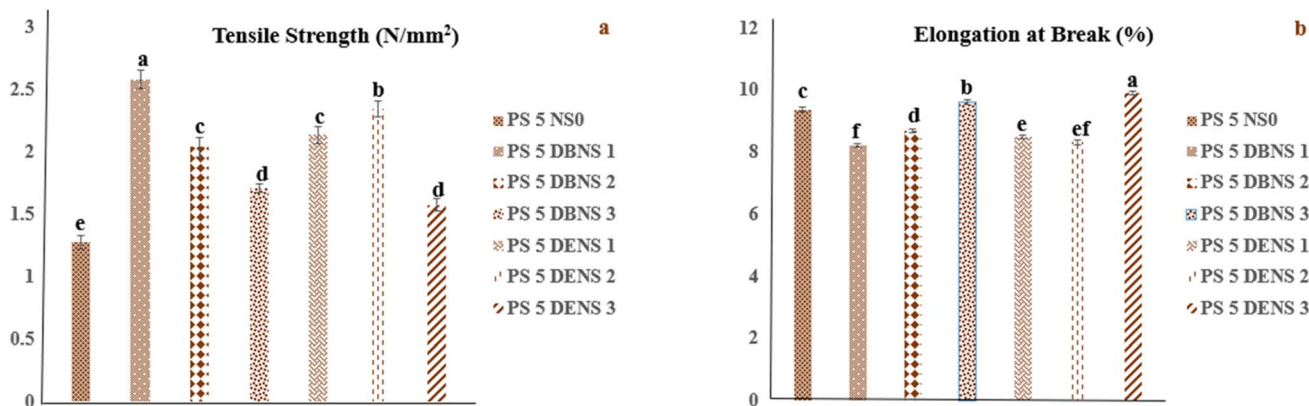 Tensile Strength (N/mm²)
a
3
2.5
2
1.5
1
0.5
0
e
a
c
d
c
b
d
PS 5 NS0
PS 5 DBNS 1
PS 5 DBNS 2
PS 5 DBNS 3
PS 5 DENS 1
PS 5 DENS 2
PS 5 DENS 3
Elongation at Break (%)
b
12
10
8
6
4
2
0
c
f
d
b
e
ef
a
PS 5 NS0
PS 5 DBNS 1
PS 5 DBNS 2
PS 5 DBNS 3
PS 5 DENS 1
PS 5 DENS 2
PS 5 DENS 3